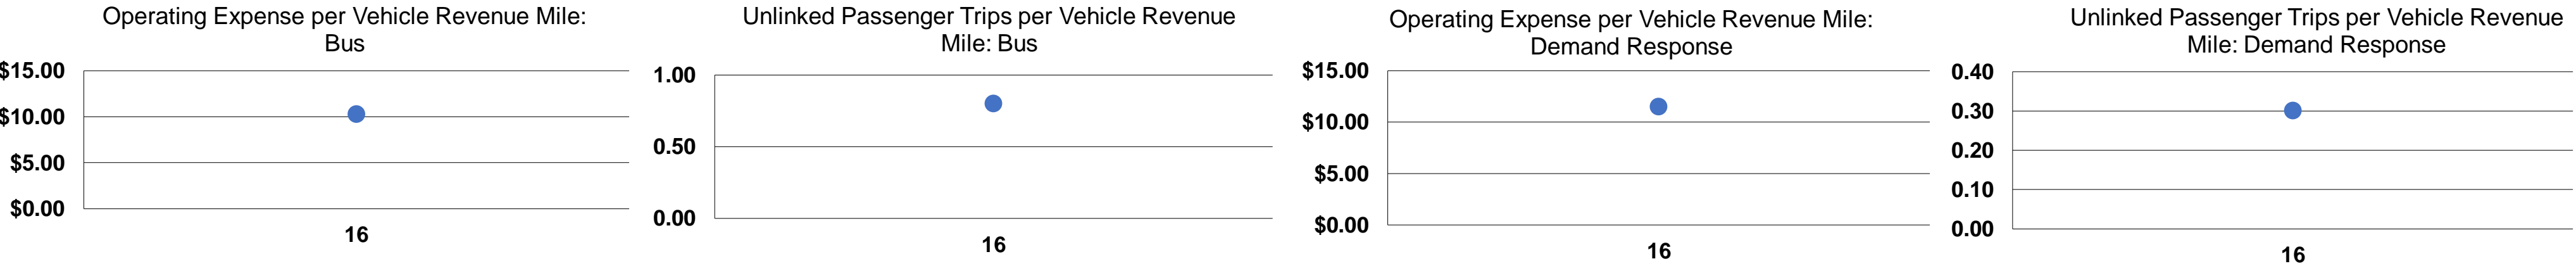 Operating Expense per Vehicle Revenue Mile:
Bus
$15.00
$10.00
$5.00
$0.00
16
Unlinked Passenger Trips per Vehicle Revenue
Mile: Bus
1.00
0.50
0.00
16
Operating Expense per Vehicle Revenue Mile:
Demand Response
$15.00
$10.00
$5.00
$0.00
16
Unlinked Passenger Trips per Vehicle Revenue
Mile: Demand Response
0.40
0.30
0.20
0.10
0.00
16